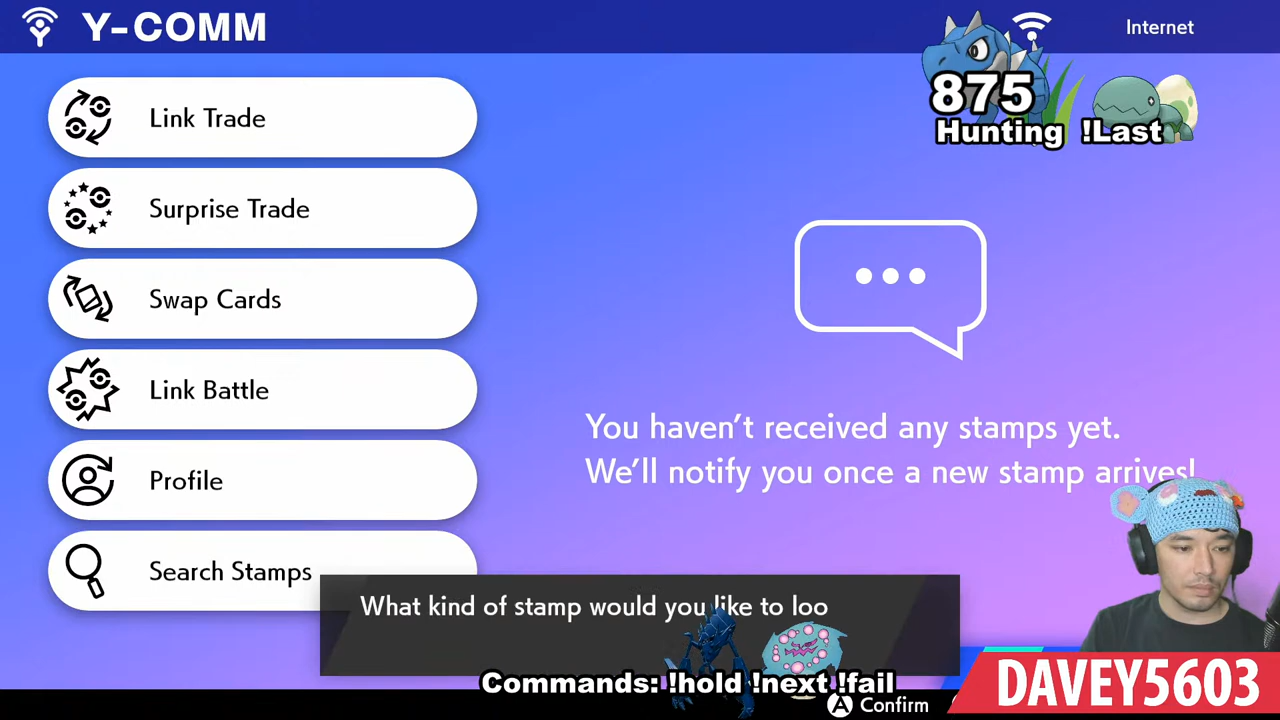 Y-COMM
Internet
875
Hunting !Last
Link Trade
Surprise Trade
Swap Cards
Link Battle
Profile
Search Stamps
You haven't received any stamps yet.
We'll notify you once a new stamp arrives!
What kind of stamp would you like to loo
Commands: !hold !next !fail
A Confirm
DAVEY5603